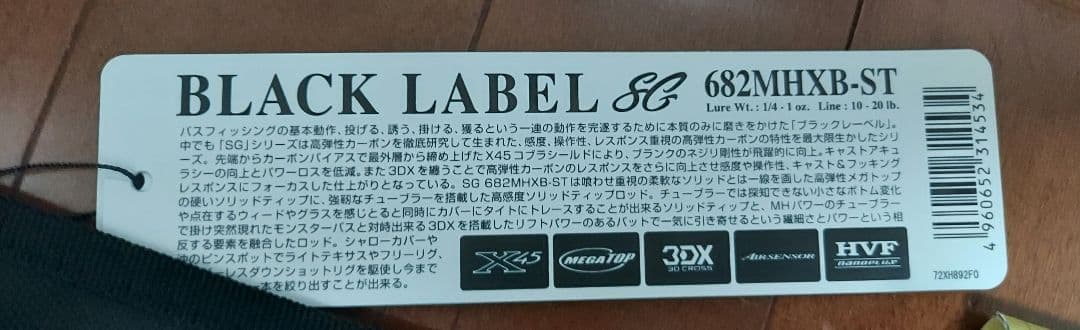 BLACK LABEL SG 682MHXB-ST
Lure Wt. : 1/4 - 1 oz. Line : 10 - 20 lb.
バスフィッシングの基本動作、投げる、誘う、掛ける、獲るという一連の動作を完遂するために本質のみに磨きをかけた「ブラックレーベル」。
中でも「SG」シリーズは高弾性カーボンを徹底研究して生まれた、感度、操作性、レスポンス重視の高弾性カーボンの特性を最大限生かしたシリ
ーズ。先端からカーボンバイアスで最外層から締め上げたX45コブラシールドにより、ブランクのネジリ剛性が飛躍的に向上。キャストアキュ
ラシーの向上とパワーロスを低減。また3DXを纏うことで高弾性カーボンのレスポンスをさらに向上させ感度や操作性、キャスト&フッキング
レスポンスにフォーカスした仕上がりとなっている。SG 682MHXB-STは喰わせ重視の柔軟なソリッドとは一線を画した高弾性メガトップ
の硬いソリッドティップに、強靭なチューブラーを搭載した高感度ソリッドティップロッド。チューブラーでは探知できない小さなボトム変化
や点在するウィードやグラスを感じとると同時にカバーにタイトにトレースすることが出来るソリッドティップと、MHパワーのチューブラー
で掛け突然現れたモンスターバスと対峙出来る3DXを搭載したリフトパワーのあるバットで一気に引き寄せるという繊細さとパワーという相
反する要素を融合したロッド。シャローカバーや
のピンスポットでライトテキサスやフリーリグ、
ーレスダウンショットリグを駆使し今まで
一本を絞り出すことが出来る。
X45
MEGATOP
3DX
3D CROSS
AIRSENSOR
HVF
NANOPLUS
72XH892F0
4960652314534